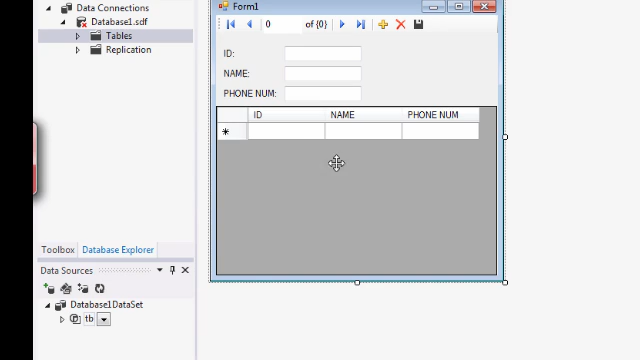 Data Connections
Database1.sdf
Tables
Replication
Form1
0 of {0}
ID:
NAME:
PHONE NUM:
ID NAME PHONE NUM
Toolbox Database Explorer
Data Sources
Database1DataSet
tb